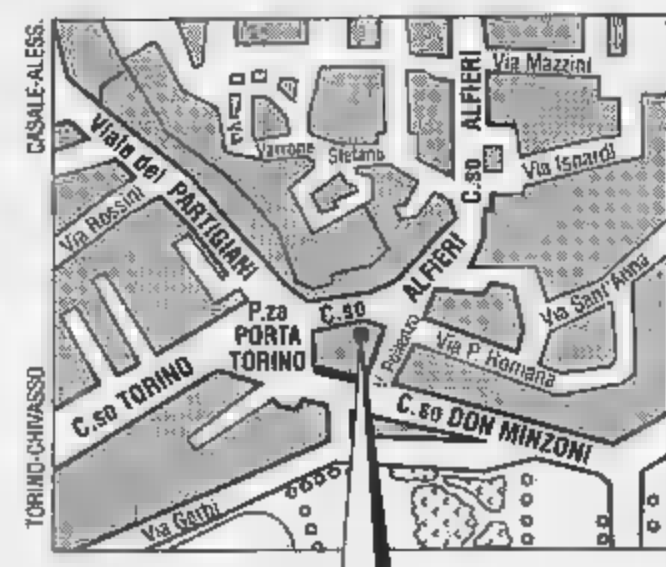 CASALE-ALESS.
TORINO-CHIVASSO
Via Mazzini
C.so ALFIERI
Via Isnardi
Varrone
Stefano
Viale dei PARTIGIANI
Via Rossini
C.so ALFIERI
Via Sant'Anna
P.za
PORTA
TORINO
Via P. Romana
C.so TORINO
C.so DON MINZONI
Via Gerbi